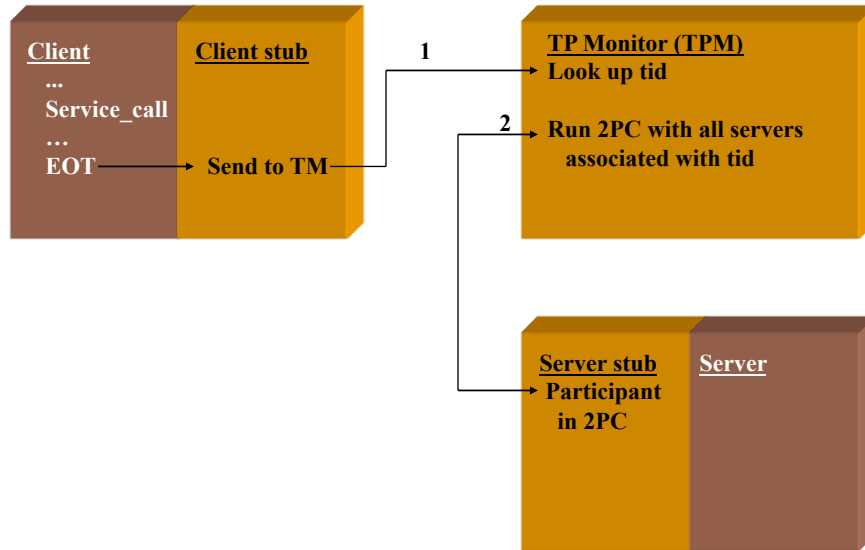 Client
...
Service_call
…
EOT
Client stub
Send to TM
1
TP Monitor (TPM)
Look up tid
2
Run 2PC with all servers
associated with tid
Server stub
Participant
in 2PC
Server